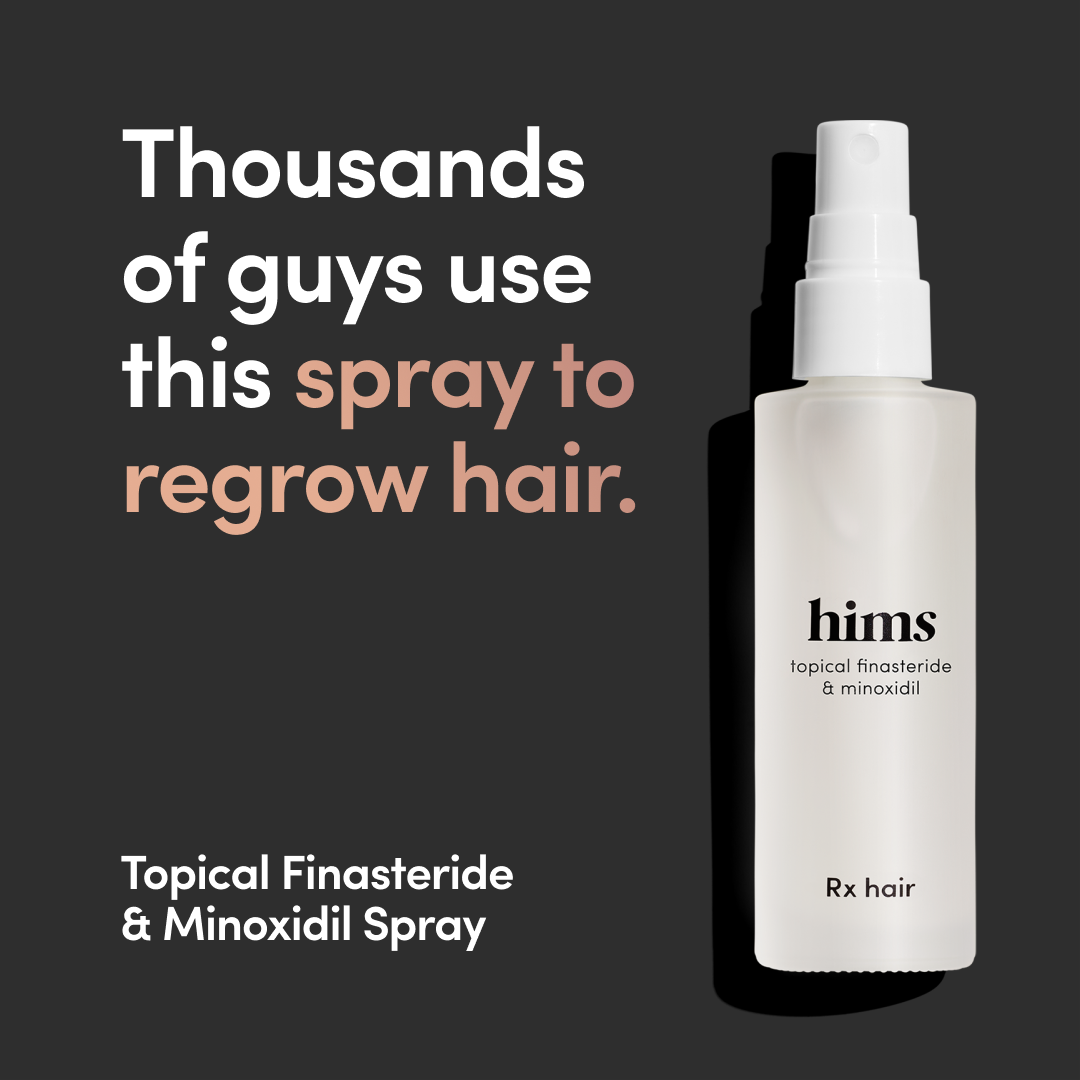 Thousands
of guys use
this spray to
regrow hair.
hims
topical finasteride
& minoxidil
Rx hair
Topical Finasteride
& Minoxidil Spray